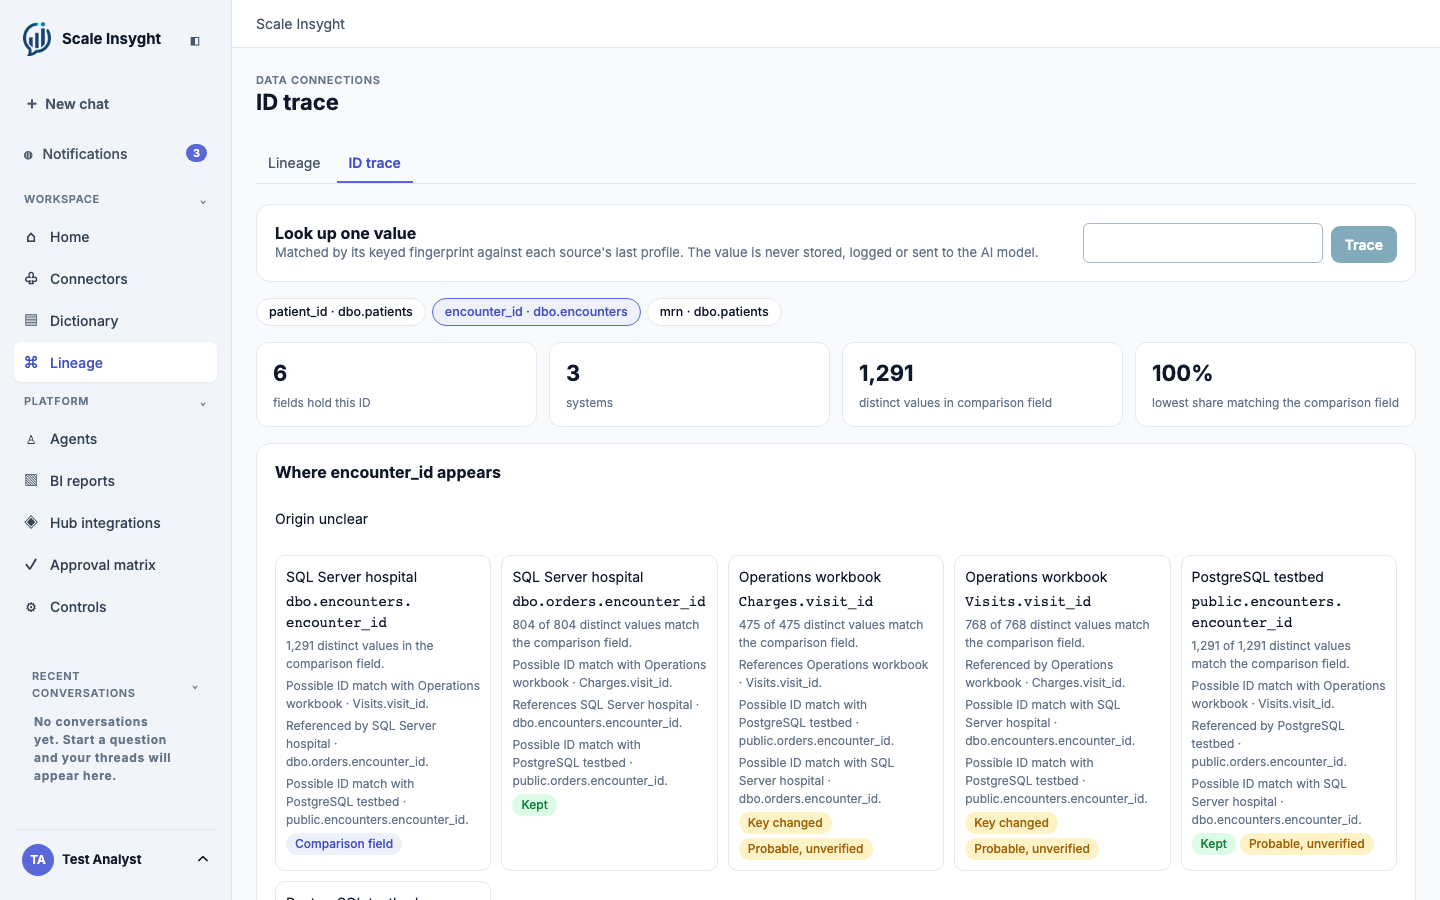 Scale Insyght
New chat
Notifications
3
WORKSPACE
Home
Connectors
Dictionary
Lineage
PLATFORM
Agents
BI reports
Hub integrations
Approval matrix
Controls
RECENT
CONVERSATIONS
No conversations
yet. Start a question
and your threads will
appear here.
TA
Test Analyst
Scale Insyght
DATA CONNECTIONS
ID trace
Lineage
ID trace
Look up one value
Matched by its keyed fingerprint against each source's last profile. The value is never stored, logged or sent to the AI model.
Trace
patient_id · dbo.patients
encounter_id · dbo.encounters
mrn · dbo.patients
6
fields hold this ID
3
systems
1,291
distinct values in comparison field
100%
lowest share matching the comparison field
Where encounter_id appears
Origin unclear
SQL Server hospital
dbo.encounters.
encounter_id
1,291 distinct values in the
comparison field.
Possible ID match with Operations
workbook · Visits.visit_id.
Referenced by SQL Server
hospital ·
dbo.orders.encounter_id.
Possible ID match with
PostgreSQL testbed ·
public.encounters.encounter_id.
Comparison field
SQL Server hospital
dbo.orders.encounter_id
804 of 804 distinct values match
the comparison field.
Possible ID match with Operations
workbook · Charges.visit_id.
References SQL Server hospital ·
dbo.encounters.encounter_id.
Possible ID match with
PostgreSQL testbed ·
public.orders.encounter_id.
Kept
Operations workbook
Charges.visit_id
475 of 475 distinct values match
the comparison field.
References Operations workbook
· Visits.visit_id.
Possible ID match with
PostgreSQL testbed ·
public.orders.encounter_id.
Possible ID match with SQL
Server hospital ·
dbo.orders.encounter_id.
Key changed
Probable, unverified
Operations workbook
Visits.visit_id
768 of 768 distinct values match
the comparison field.
Referenced by Operations
workbook · Charges.visit_id.
Possible ID match with SQL
Server hospital ·
dbo.encounters.encounter_id.
Possible ID match with
PostgreSQL testbed ·
public.encounters.encounter_id.
Key changed
Probable, unverified
PostgreSQL testbed
public.encounters.
encounter_id
1,291 of 1,291 distinct values
match the comparison field.
Possible ID match with Operations
workbook · Visits.visit_id.
Referenced by PostgreSQL
testbed ·
public.orders.encounter_id.
Possible ID match with SQL
Server hospital ·
dbo.encounters.encounter_id.
Kept
Probable, unverified